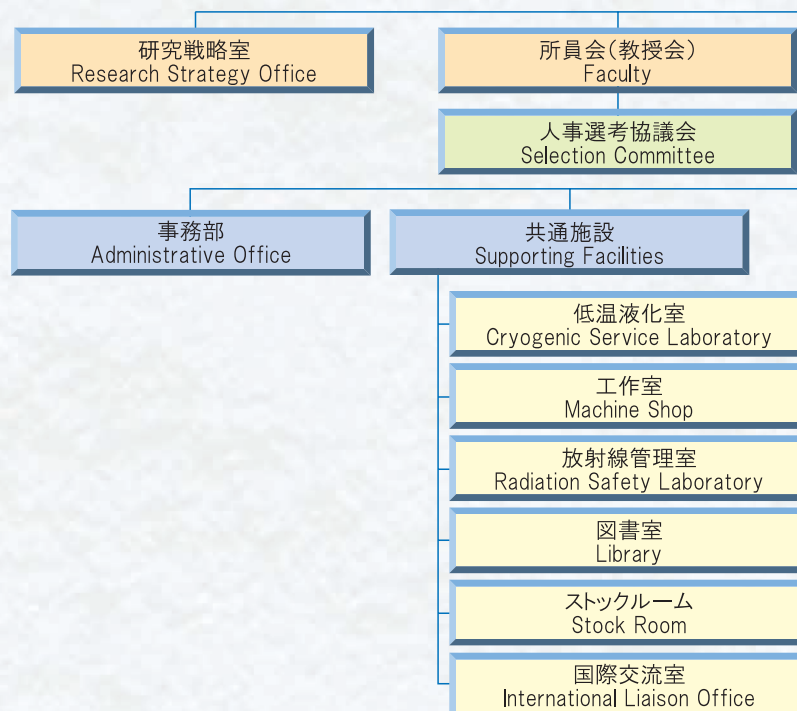 研究戦略室
Research Strategy Office
所員会(教授会)
Faculty
人事選考協議会
Selection Committee
事務部
Administrative Office
共通施設
Supporting Facilities
低温液化室
Cryogenic Service Laboratory
工作室
Machine Shop
放射線管理室
Radiation Safety Laboratory
図書室
Library
ストックルーム
Stock Room
国際交流室
International Liaison Office